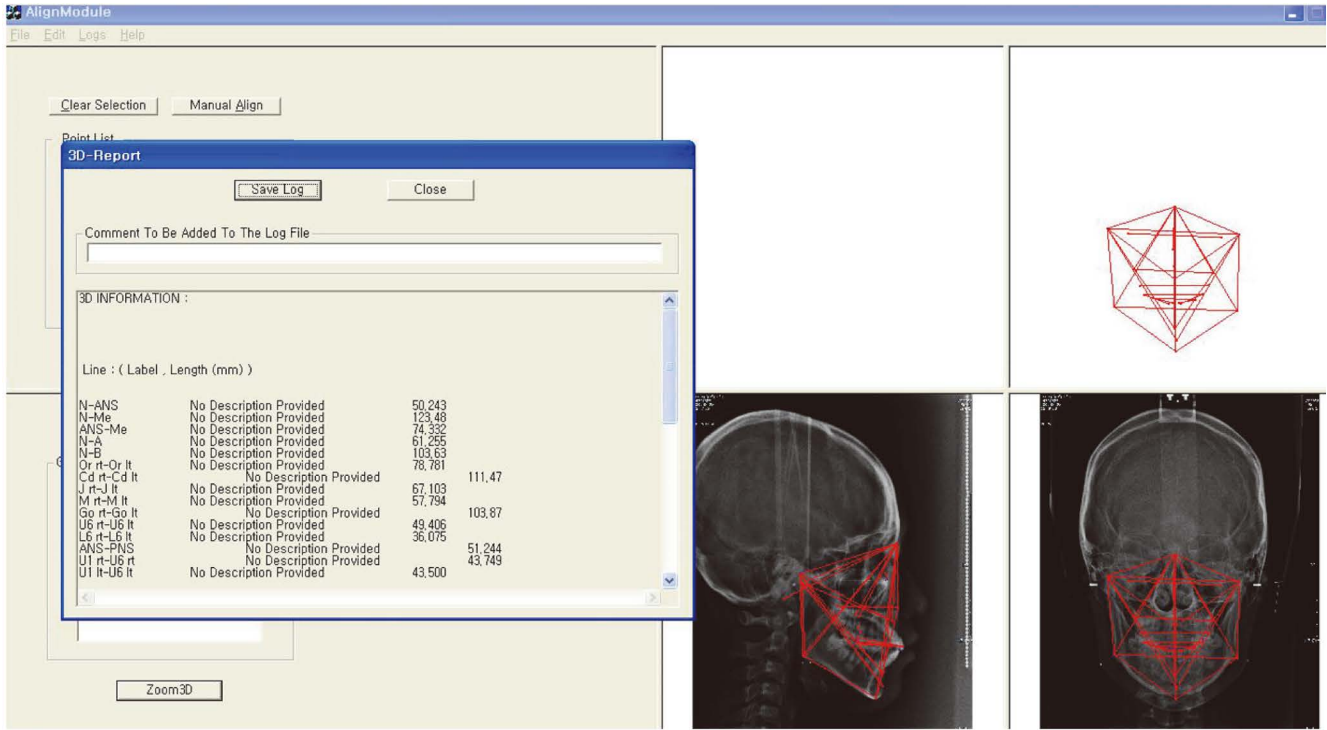 AlignModule
File Edit Logs Help
Clear Selection Manual Align
Point List
3D-Report
Save Log Close
Comment To Be Added To The Log File
3D INFORMATION :
Line : ( Label , Length (mm) )
N-ANS No Description Provided 50,243
N-Me No Description Provided 123,48
ANS-Me No Description Provided 74,332
N-A No Description Provided 61,255
N-B No Description Provided 103,63
Or rt-Or lt No Description Provided 78,781
Cd rt-Cd lt No Description Provided 111,47
J rt-J lt No Description Provided 67,103
M rt-M lt No Description Provided 57,794
Go rt-Go lt No Description Provided 103,87
U6 rt-U6 lt No Description Provided 49,406
L6 rt-L6 lt No Description Provided 36,075
ANS-PNS No Description Provided 51,244
U1 rt-U6 rt No Description Provided 43,749
U1 lt-U6 lt No Description Provided 43,500
Zoom3D